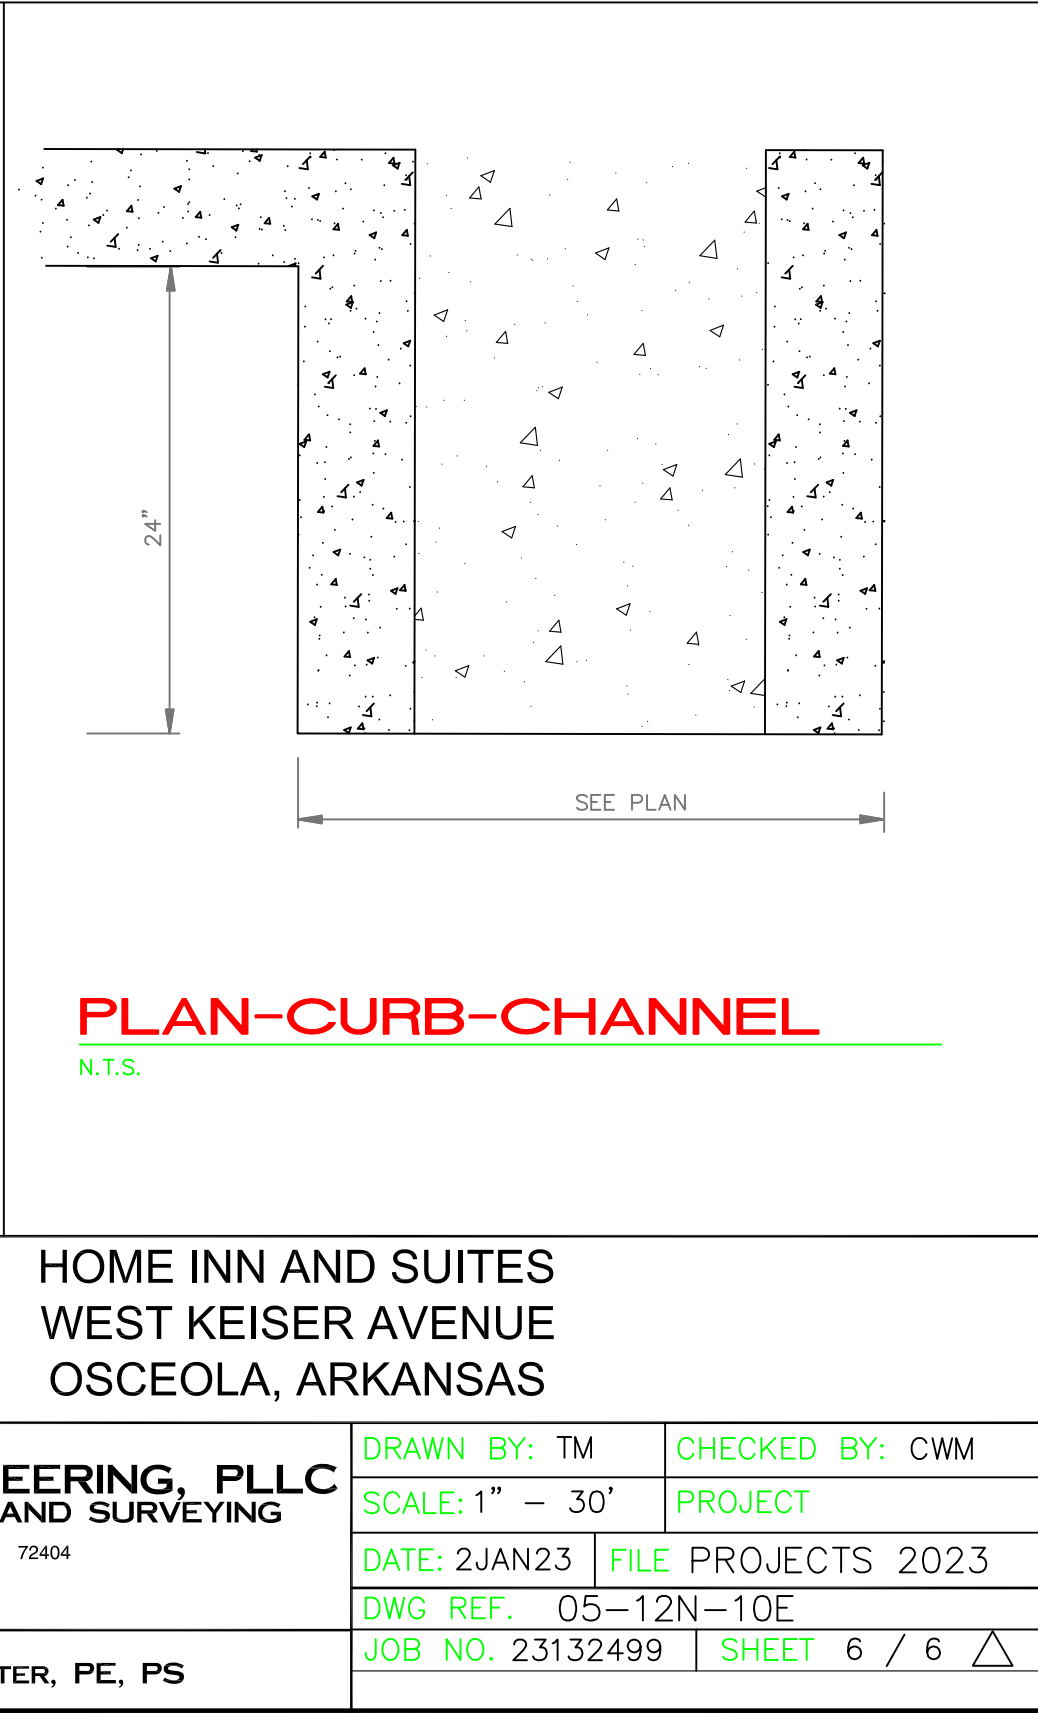 24"
SEE PLAN
PLAN-CURB-CHANNEL
N.T.S.
HOME INN AND SUITES
WEST KEISER AVENUE
OSCEOLA, ARKANSAS
EERING, PLLC
AND SURVEYING
72404
TER, PE, PS
DRAWN BY: TM
CHECKED BY: CWM
SCALE: 1" - 30'
PROJECT
DATE: 2JAN23
FILE PROJECTS 2023
DWG REF. 05-12N-10E
JOB NO. 23132499
SHEET 6 / 6